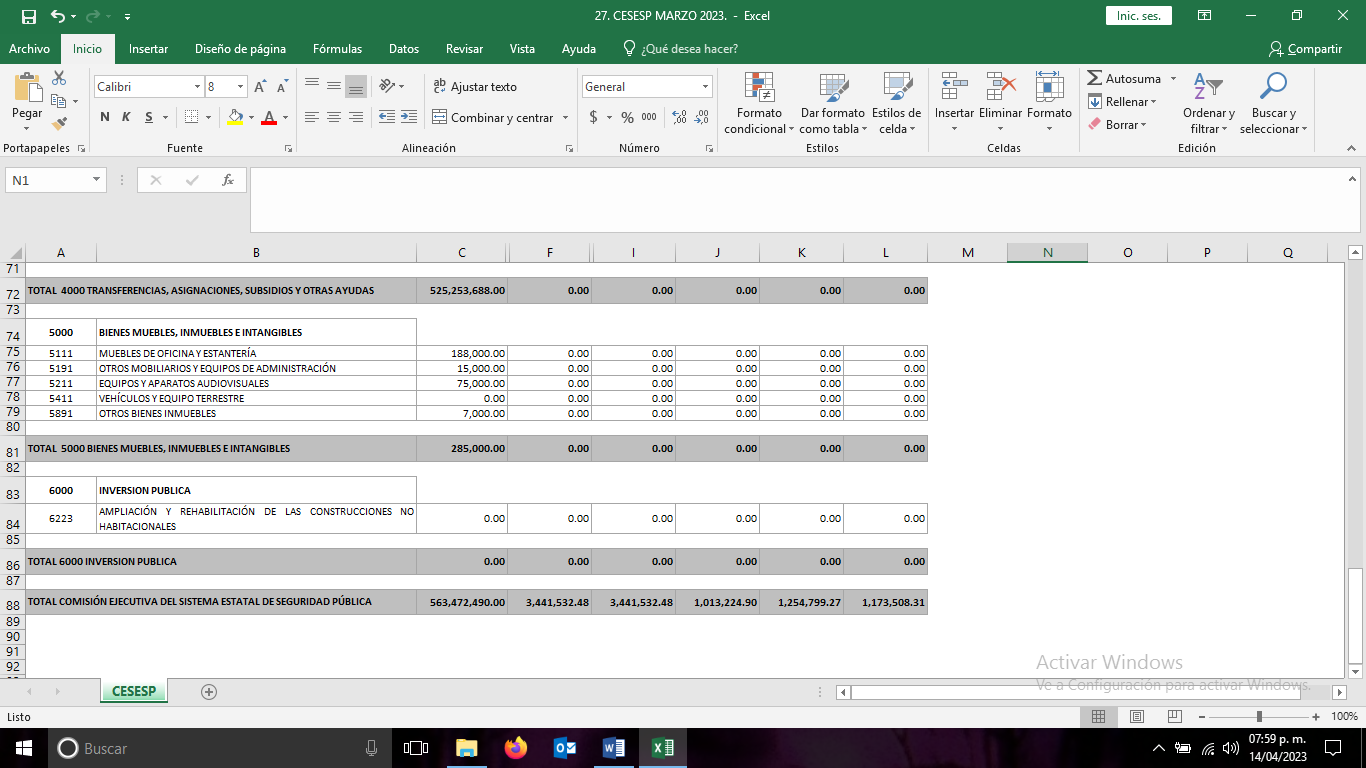 27. CESESP MARZO 2023. - Excel
Inic. ses.
Archivo Inicio Insertar Diseño de página Fórmulas Datos Revisar Vista Ayuda ¿Qué desea hacer? Compartir
Calibri 8 Ajustar texto General Autosuma
Pegar N K S Combinar y centrar $ % 000 Formato condicional Dar formato como tabla Estilos de celda Insertar Eliminar Formato Rellenar Borrar Ordenar y filtrar Buscar y seleccionar
Portapapeles Fuente Alineación Número Estilos Celdas Edición
N1 fx
A B C F I J K L M N O P Q
71
72 TOTAL 4000 TRANSFERENCIAS, ASIGNACIONES, SUBSIDIOS Y OTRAS AYUDAS 525,253,688.00 0.00 0.00 0.00 0.00 0.00
73
74 5000 BIENES MUEBLES, INMUEBLES E INTANGIBLES
75 5111 MUEBLES DE OFICINA Y ESTANTERÍA 188,000.00 0.00 0.00 0.00 0.00 0.00
76 5191 OTROS MOBILIARIOS Y EQUIPOS DE ADMINISTRACIÓN 15,000.00 0.00 0.00 0.00 0.00 0.00
77 5211 EQUIPOS Y APARATOS AUDIOVISUALES 75,000.00 0.00 0.00 0.00 0.00 0.00
78 5411 VEHÍCULOS Y EQUIPO TERRESTRE 0.00 0.00 0.00 0.00 0.00 0.00
79 5891 OTROS BIENES INMUEBLES 7,000.00 0.00 0.00 0.00 0.00 0.00
80
81 TOTAL 5000 BIENES MUEBLES, INMUEBLES E INTANGIBLES 285,000.00 0.00 0.00 0.00 0.00 0.00
82
83 6000 INVERSION PUBLICA
84 6223 AMPLIACIÓN Y REHABILITACIÓN DE LAS CONSTRUCCIONES NO HABITACIONALES 0.00 0.00 0.00 0.00 0.00 0.00
85
86 TOTAL 6000 INVERSION PUBLICA 0.00 0.00 0.00 0.00 0.00 0.00
87
88 TOTAL COMISIÓN EJECUTIVA DEL SISTEMA ESTATAL DE SEGURIDAD PÚBLICA 563,472,490.00 3,441,532.48 3,441,532.48 1,013,224.90 1,254,799.27 1,173,508.31
89
90
91
92
Activar Windows
Ve a Configuración para activar Windows.
CESESP
Listo 100%
Buscar
07:59 p. m.
14/04/2023